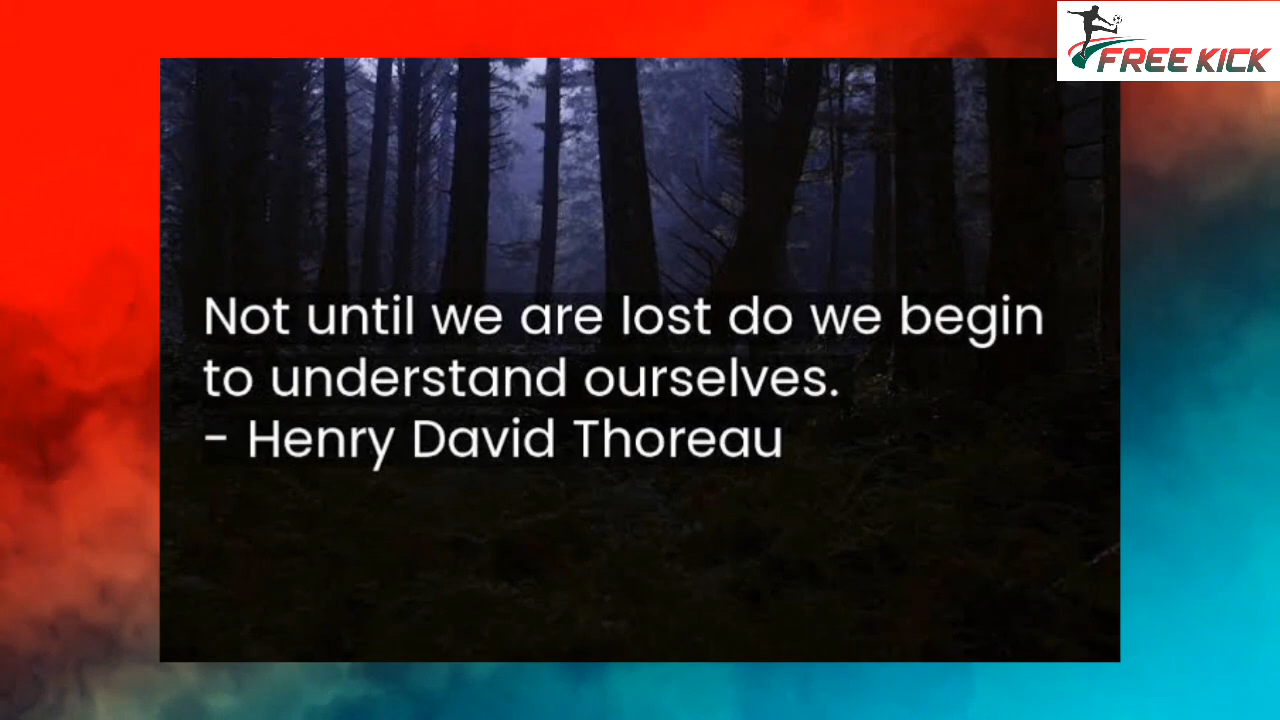 FREE KICK
Not until we are lost do we begin
to understand ourselves.
- Henry David Thoreau